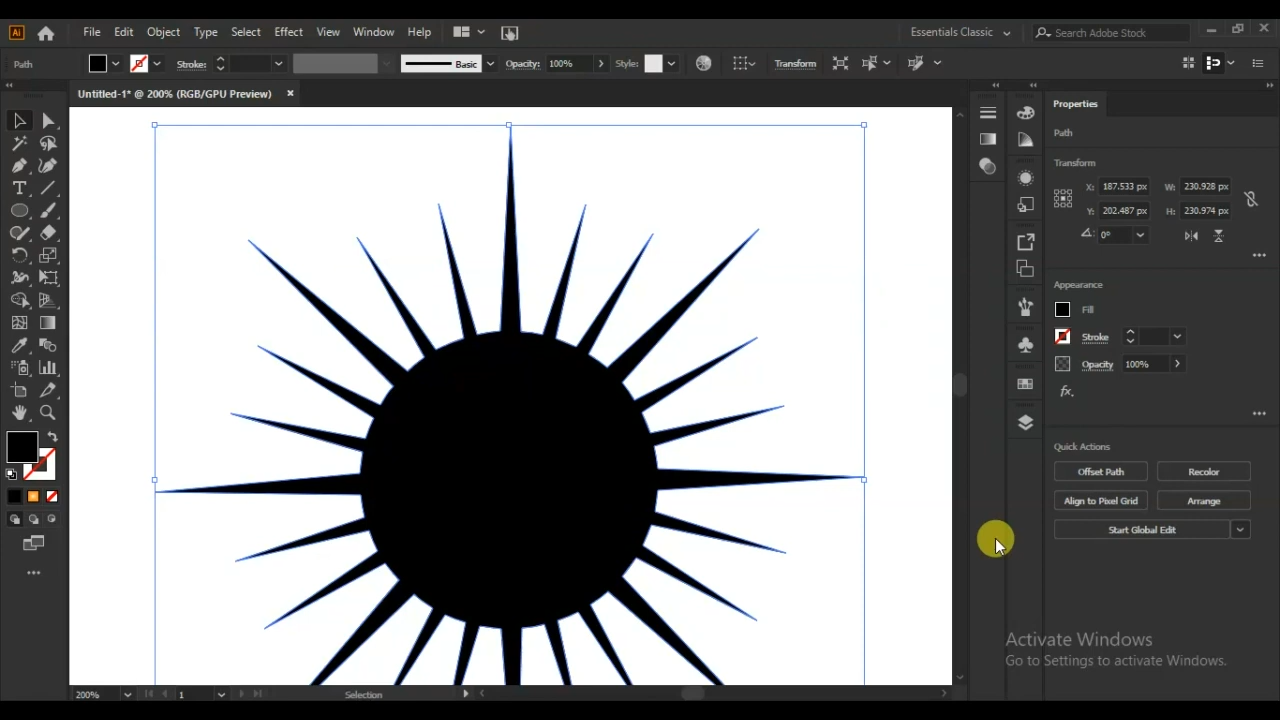 Ai File Edit Object Type Select Effect View Window Help Essentials Classic Search Adobe Stock
Path Stroke: Basic Opacity: 100% Style: Transform
Untitled-1* @ 200% (RGB/GPU Preview)
Properties
Path
Transform
X: 187.533 px W: 230.928 px
Y: 202.487 px H: 230.974 px
0°
Appearance
Fill
Stroke
Opacity 100%
fx.
Quick Actions
Offset Path Recolor
Align to Pixel Grid Arrange
Start Global Edit
Activate Windows
Go to Settings to activate Windows.
200% 1 Selection